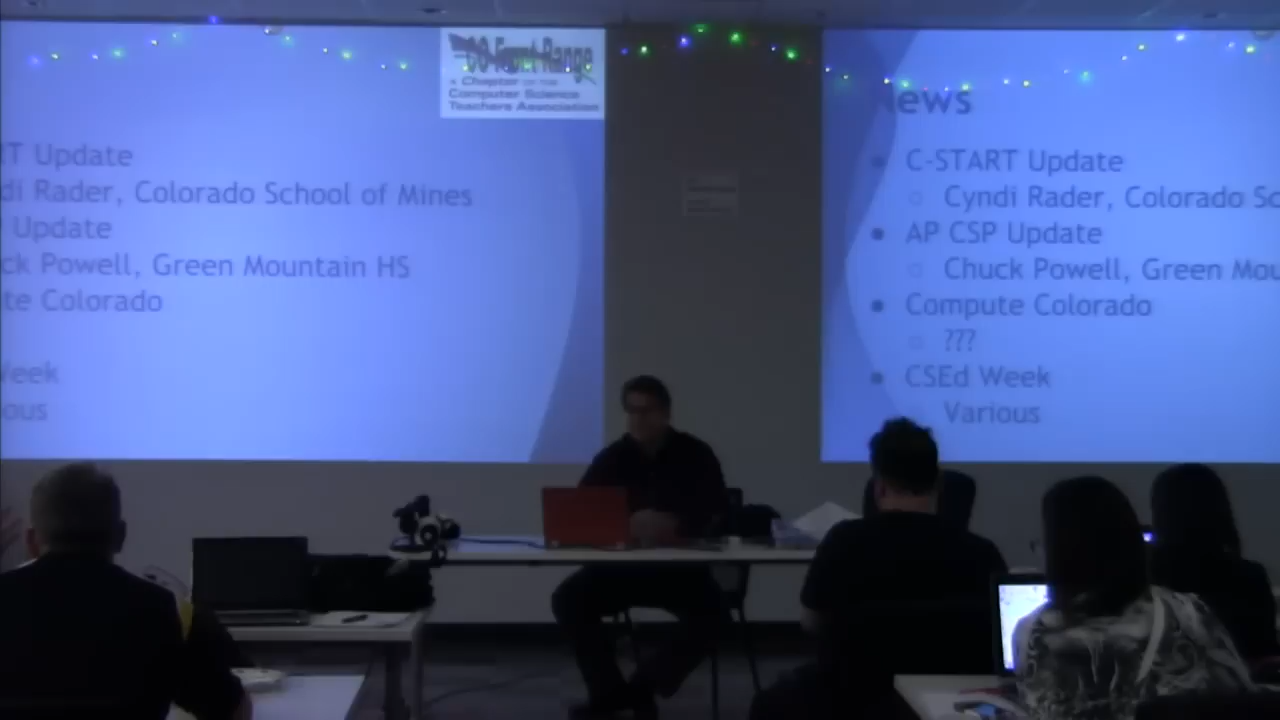 CO Front Range
A Chapter OF THE
Computer Science
Teachers Association
T Update
di Rader, Colorado School of Mines
Update
ck Powell, Green Mountain HS
te Colorado
Week
ous
News
C-START Update
Cyndi Rader, Colorado Sc
AP CSP Update
Chuck Powell, Green Mou
Compute Colorado
???
CSEd Week
Various